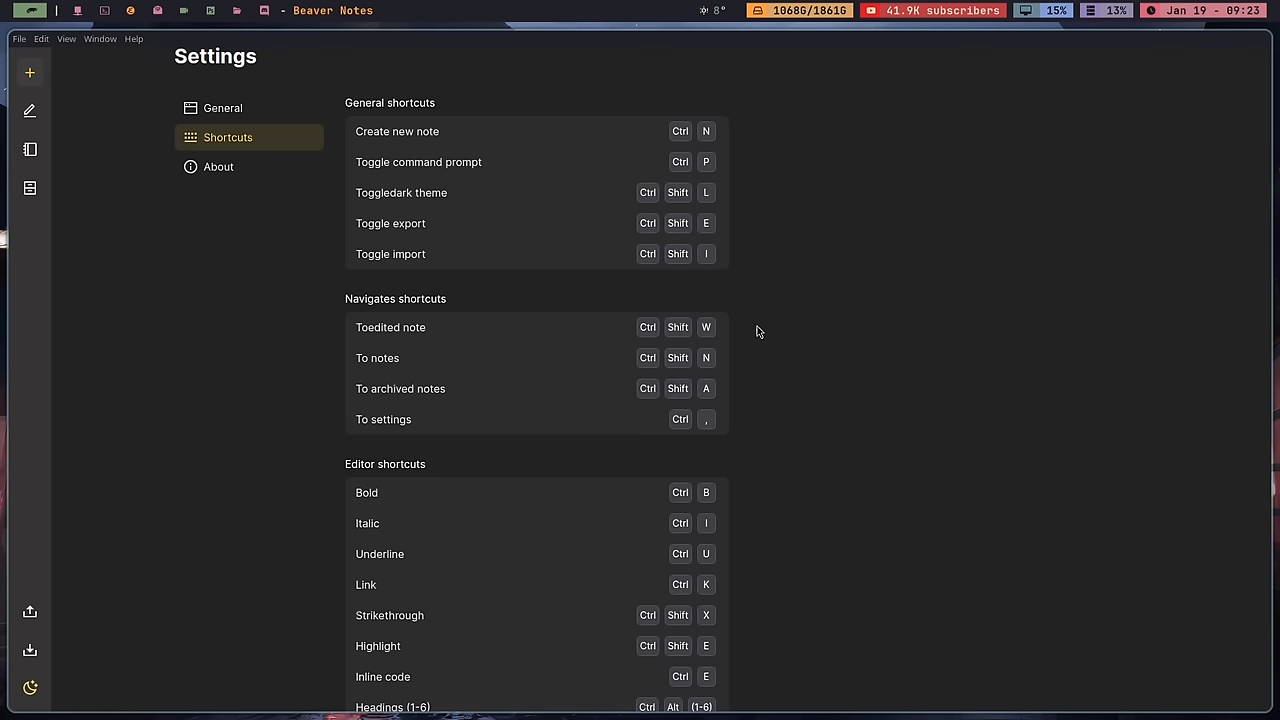 - Beaver Notes
8°
1068G/1861G
41.9K subscribers
15%
13%
Jan 19 - 09:23
File Edit View Window Help
Settings
General
Shortcuts
About
General shortcuts
Create new note Ctrl N
Toggle command prompt Ctrl P
Toggledark theme Ctrl Shift L
Toggle export Ctrl Shift E
Toggle import Ctrl Shift I
Navigates shortcuts
Toedited note Ctrl Shift W
To notes Ctrl Shift N
To archived notes Ctrl Shift A
To settings Ctrl ,
Editor shortcuts
Bold Ctrl B
Italic Ctrl I
Underline Ctrl U
Link Ctrl K
Strikethrough Ctrl Shift X
Highlight Ctrl Shift E
Inline code Ctrl E
Headings (1-6) Ctrl Alt (1-6)